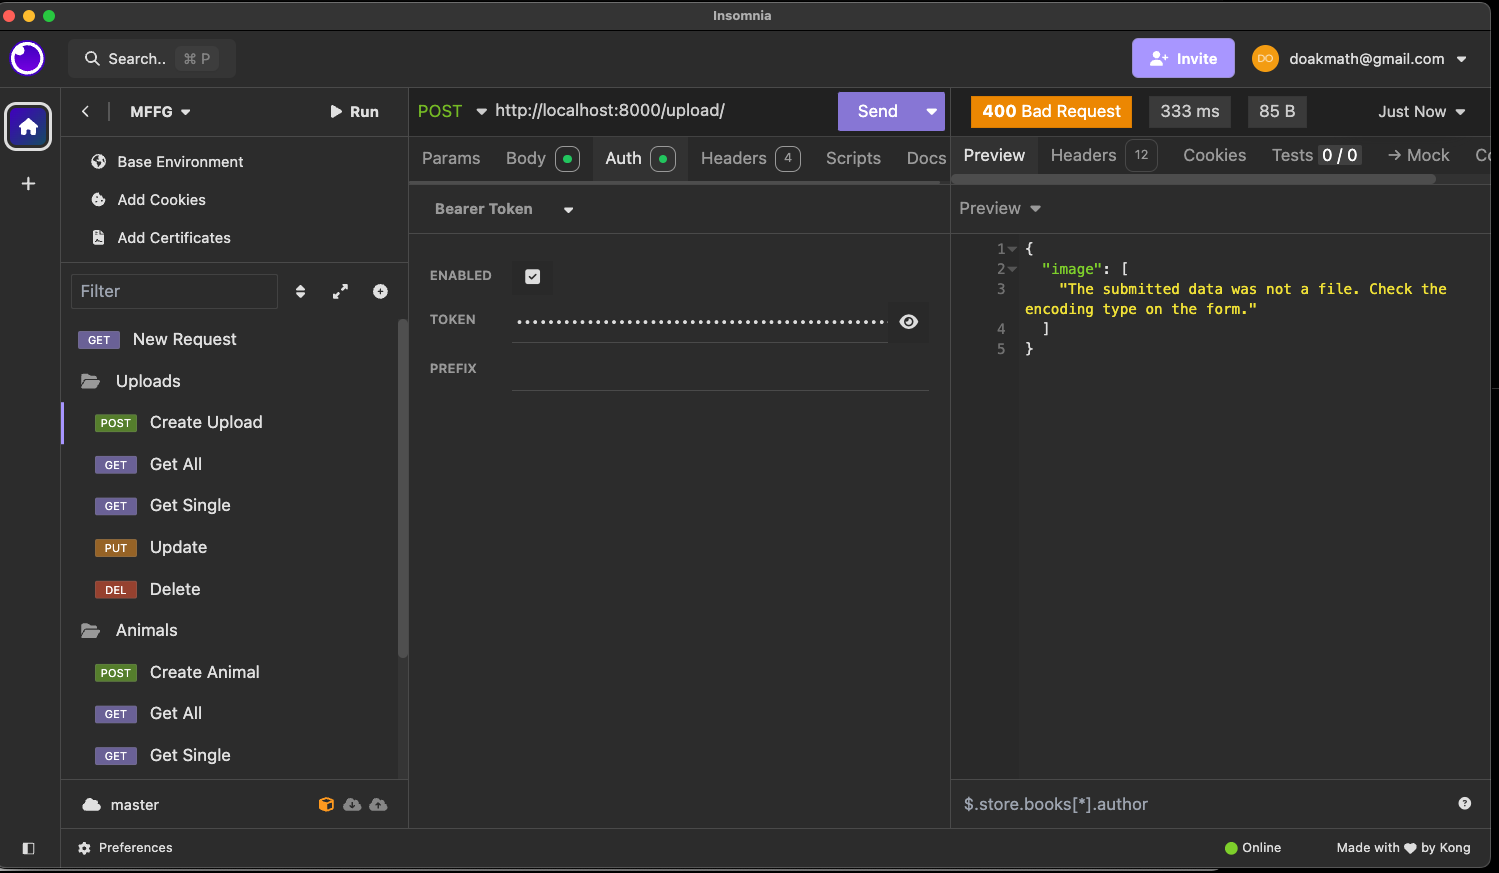 Insomnia
Search.. ⌘ P
Invite
DO
doakmath@gmail.com
MFFG
Run
Base Environment
Add Cookies
Add Certificates
Filter
GET New Request
Uploads
POST Create Upload
GET Get All
GET Get Single
PUT Update
DEL Delete
Animals
POST Create Animal
GET Get All
GET Get Single
master
Preferences
POST http://localhost:8000/upload/ Send
Params Body Auth Headers 4 Scripts Docs
Bearer Token
ENABLED
TOKEN ••••••••••••••••••••••••••••••••••••••••••••
PREFIX
400 Bad Request 333 ms 85 B Just Now
Preview Headers 12 Cookies Tests 0 / 0 → Mock Co
Preview
1 {
2 "image": [
3 "The submitted data was not a file. Check the
encoding type on the form."
4 ]
5 }
$.store.books[*].author
?
Online
Made with ♥ by Kong